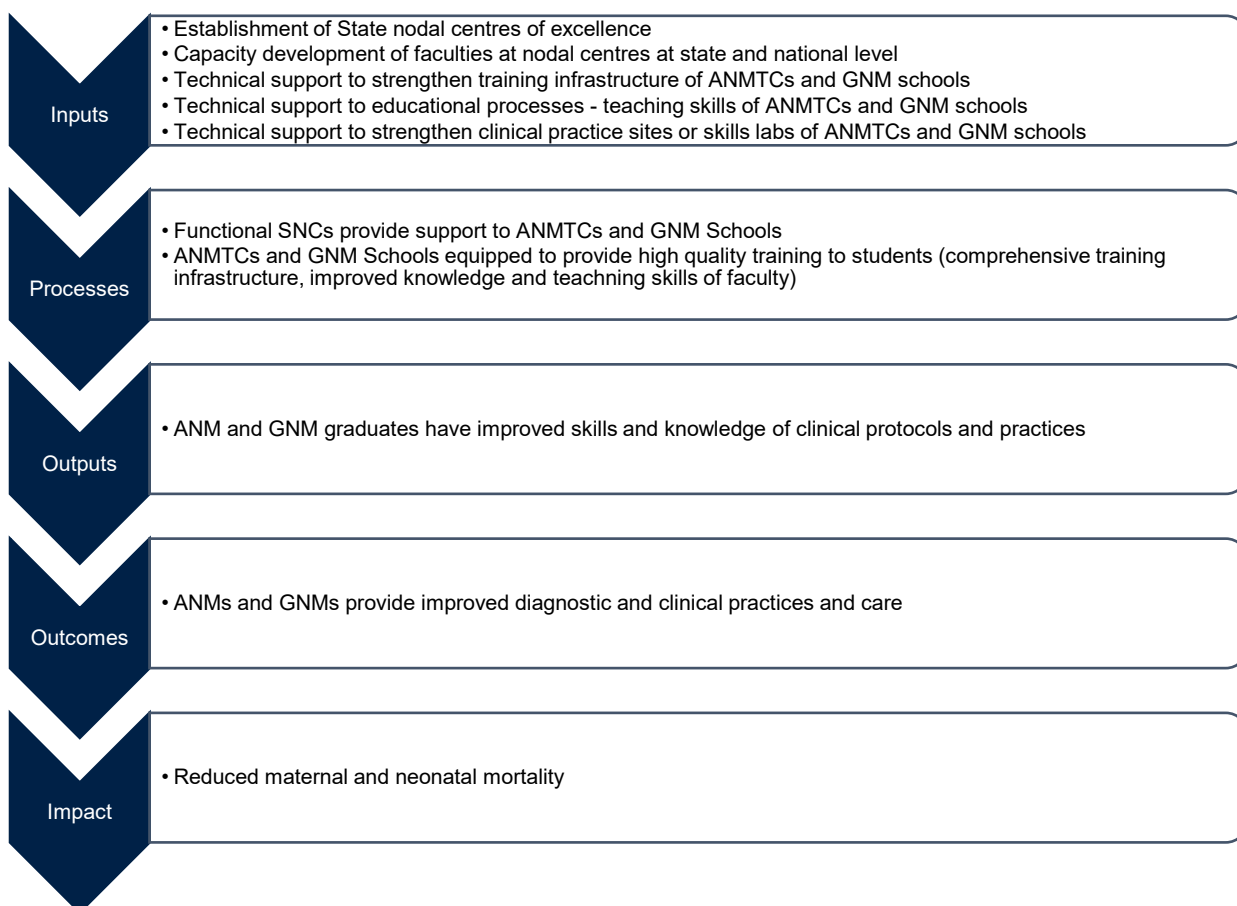 Inputs
• Establishment of State nodal centres of excellence
• Capacity development of faculties at nodal centres at state and national level
• Technical support to strengthen training infrastructure of ANMTCs and GNM schools
• Technical support to educational processes - teaching skills of ANMTCs and GNM schools
• Technical support to strengthen clinical practice sites or skills labs of ANMTCs and GNM schools
Processes
• Functional SNCs provide support to ANMTCs and GNM Schools
• ANMTCs and GNM Schools equipped to provide high quality training to students (comprehensive training
infrastructure, improved knowledge and teachning skills of faculty)
Outputs
• ANM and GNM graduates have improved skills and knowledge of clinical protocols and practices
Outcomes
• ANMs and GNMs provide improved diagnostic and clinical practices and care
Impact
• Reduced maternal and neonatal mortality